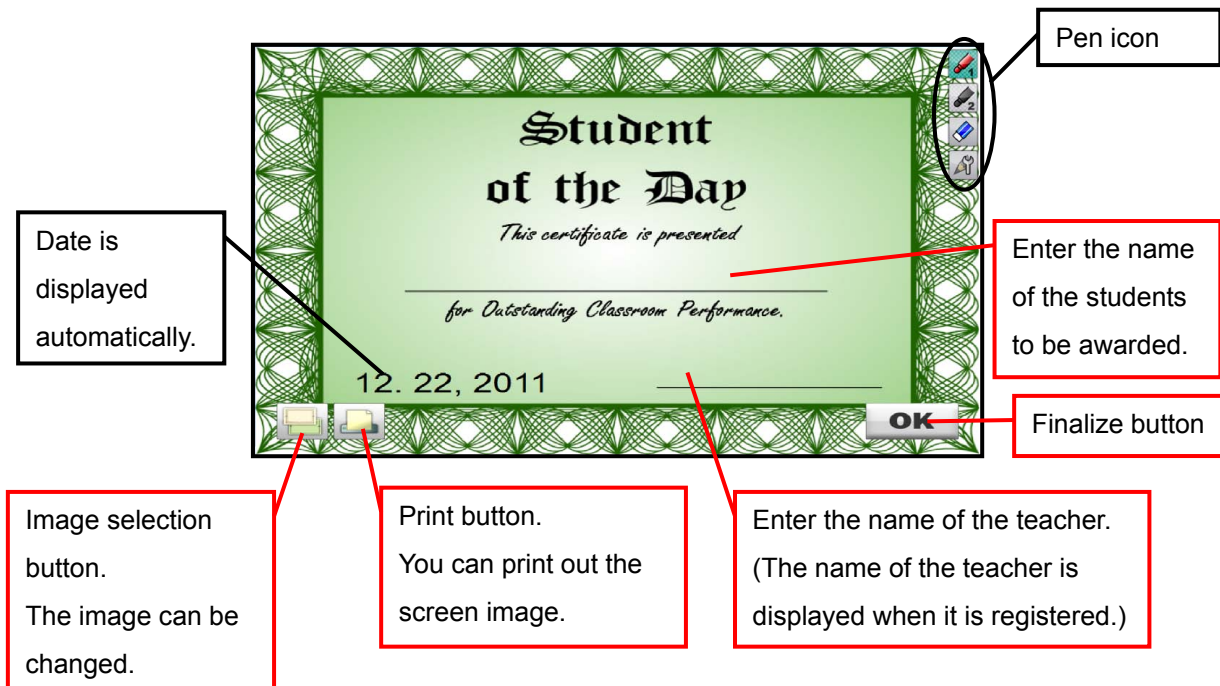 Pen icon
1
2
Student
of the Day
This certificate is presented
for Outstanding Classroom Performance.
12. 22, 2011
OK
Date is
displayed
automatically.
Enter the name
of the students
to be awarded.
Finalize button
Image selection
button.
The image can be
changed.
Print button.
You can print out the
screen image.
Enter the name of the teacher.
(The name of the teacher is
displayed when it is registered.)